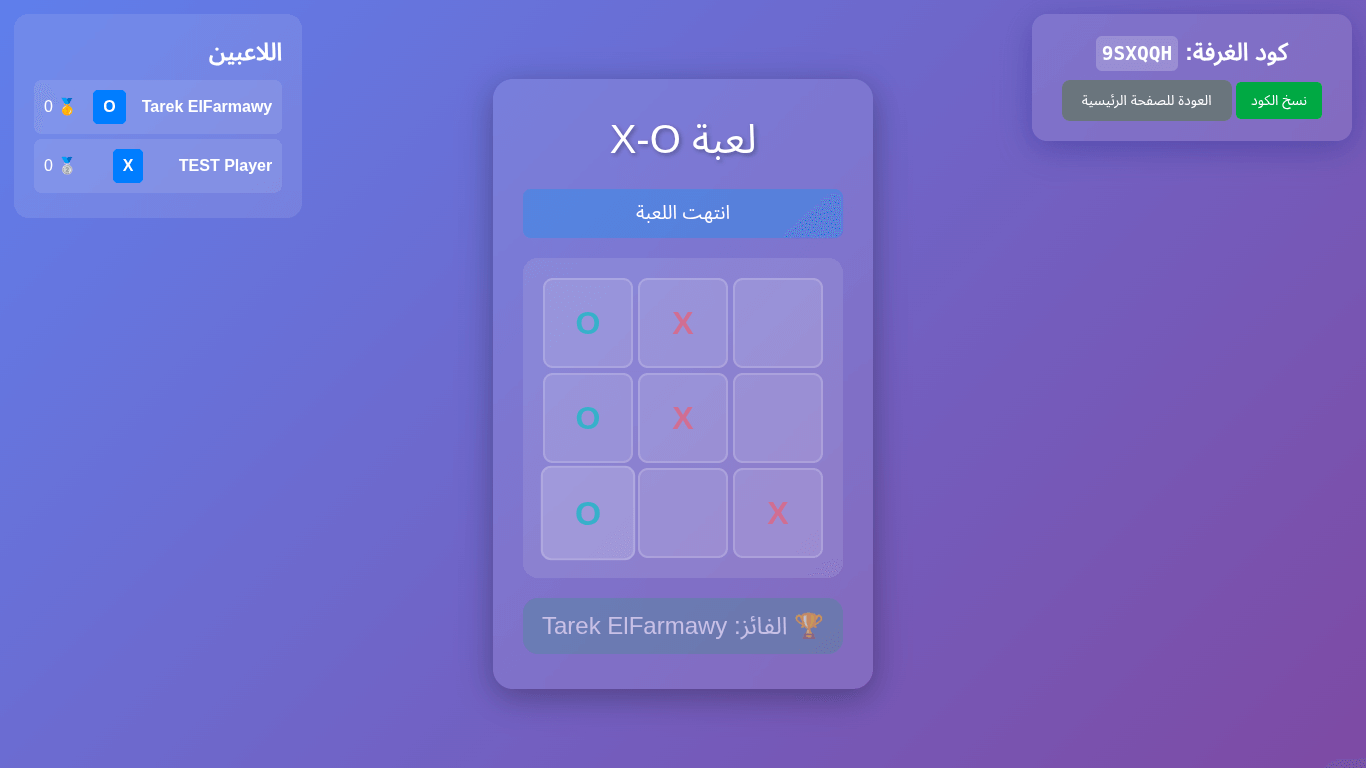 كود الغرفة: 9SXQQH
نسخ الكود
العودة للصفحة الرئيسية
اللاعبين
Tarek ElFarmawy O 🥇 0
TEST Player X 🥈 0
لعبة X-O
انتهت اللعبة
O X
O X
O X
🏆 الفائز: Tarek ElFarmawy